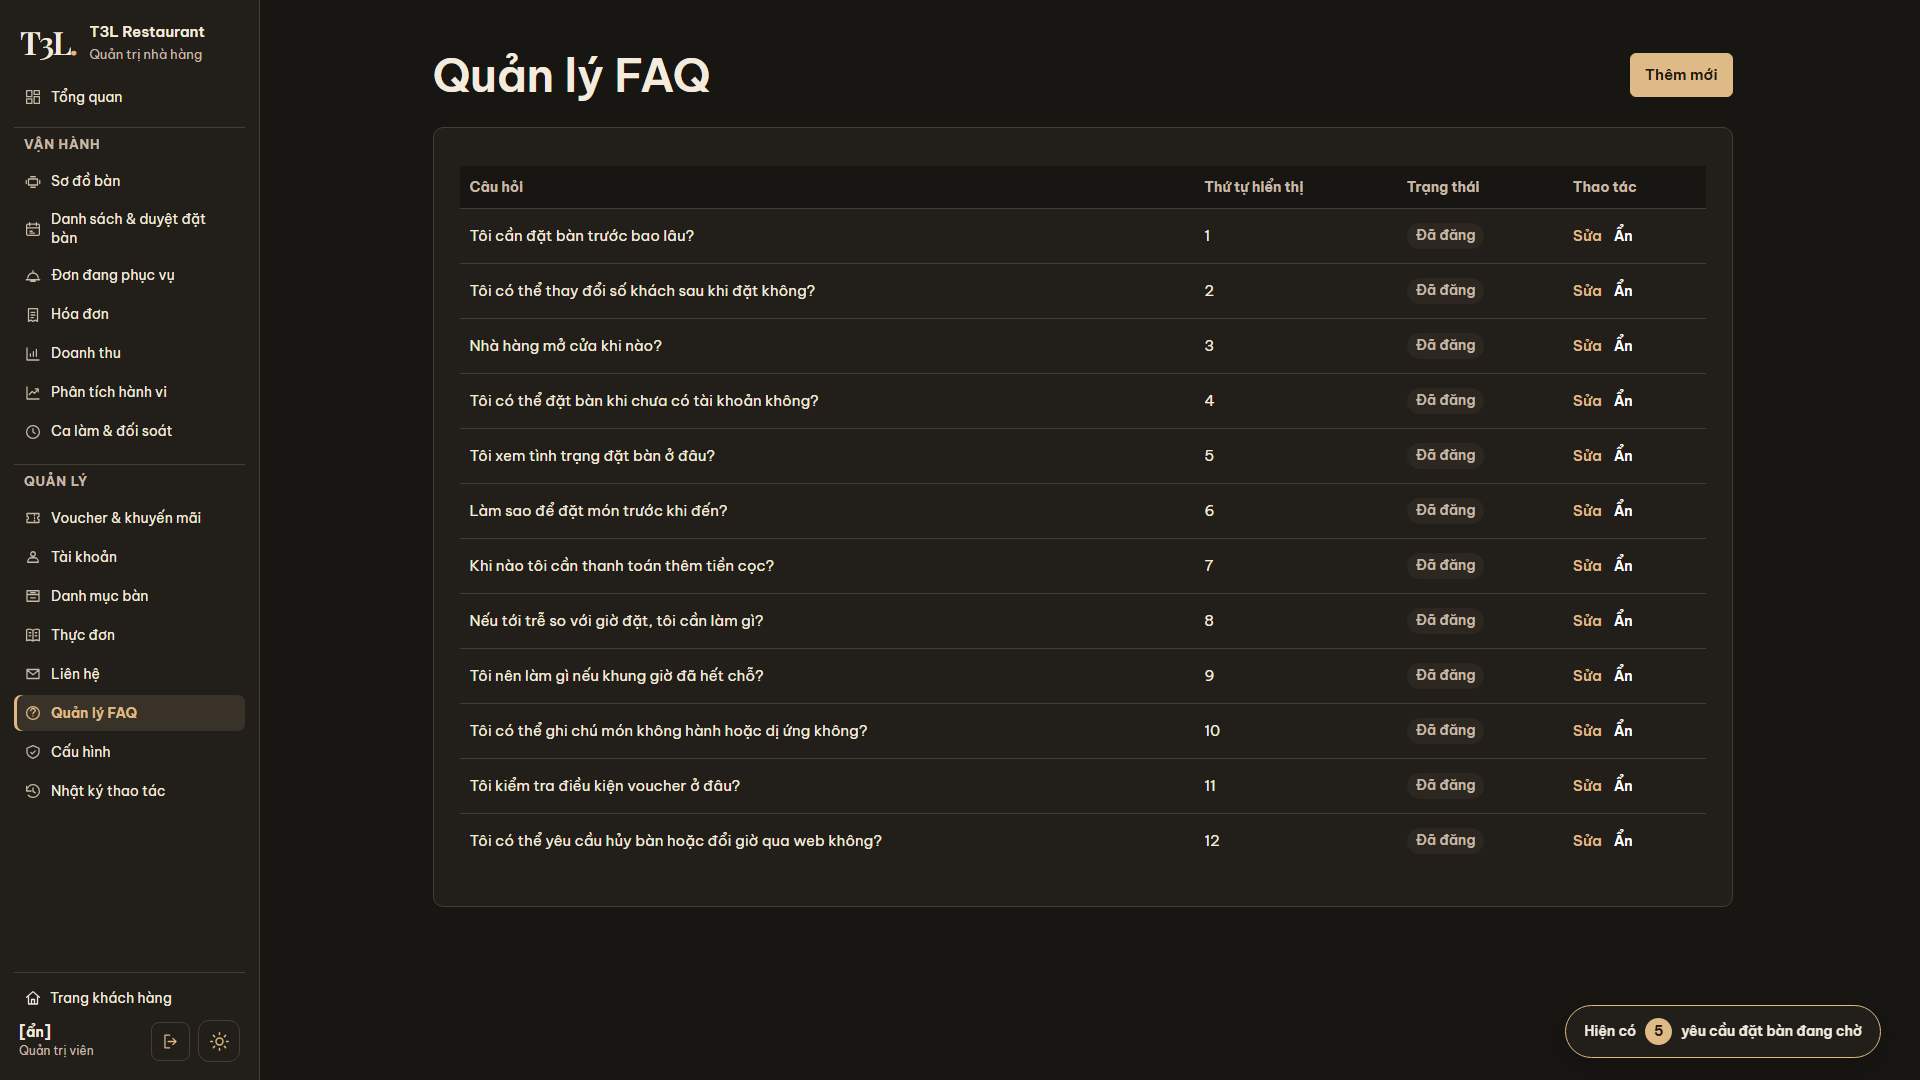 T3L.
T3L Restaurant
Quản trị nhà hàng
Tổng quan
VẬN HÀNH
Sơ đồ bàn
Danh sách & duyệt đặt
bàn
Đơn đang phục vụ
Hóa đơn
Doanh thu
Phân tích hành vi
Ca làm & đối soát
QUẢN LÝ
Voucher & khuyến mãi
Tài khoản
Danh mục bàn
Thực đơn
Liên hệ
Quản lý FAQ
Cấu hình
Nhật ký thao tác
Trang khách hàng
[ẩn]
Quản trị viên
Quản lý FAQ
Thêm mới
Câu hỏi Thứ tự hiển thị Trạng thái Thao tác
Tôi cần đặt bàn trước bao lâu? 1 Đã đăng Sửa Ẩn
Tôi có thể thay đổi số khách sau khi đặt không? 2 Đã đăng Sửa Ẩn
Nhà hàng mở cửa khi nào? 3 Đã đăng Sửa Ẩn
Tôi có thể đặt bàn khi chưa có tài khoản không? 4 Đã đăng Sửa Ẩn
Tôi xem tình trạng đặt bàn ở đâu? 5 Đã đăng Sửa Ẩn
Làm sao để đặt món trước khi đến? 6 Đã đăng Sửa Ẩn
Khi nào tôi cần thanh toán thêm tiền cọc? 7 Đã đăng Sửa Ẩn
Nếu tới trễ so với giờ đặt, tôi cần làm gì? 8 Đã đăng Sửa Ẩn
Tôi nên làm gì nếu khung giờ đã hết chỗ? 9 Đã đăng Sửa Ẩn
Tôi có thể ghi chú món không hành hoặc dị ứng không? 10 Đã đăng Sửa Ẩn
Tôi kiểm tra điều kiện voucher ở đâu? 11 Đã đăng Sửa Ẩn
Tôi có thể yêu cầu hủy bàn hoặc đổi giờ qua web không? 12 Đã đăng Sửa Ẩn
Hiện có 5 yêu cầu đặt bàn đang chờ